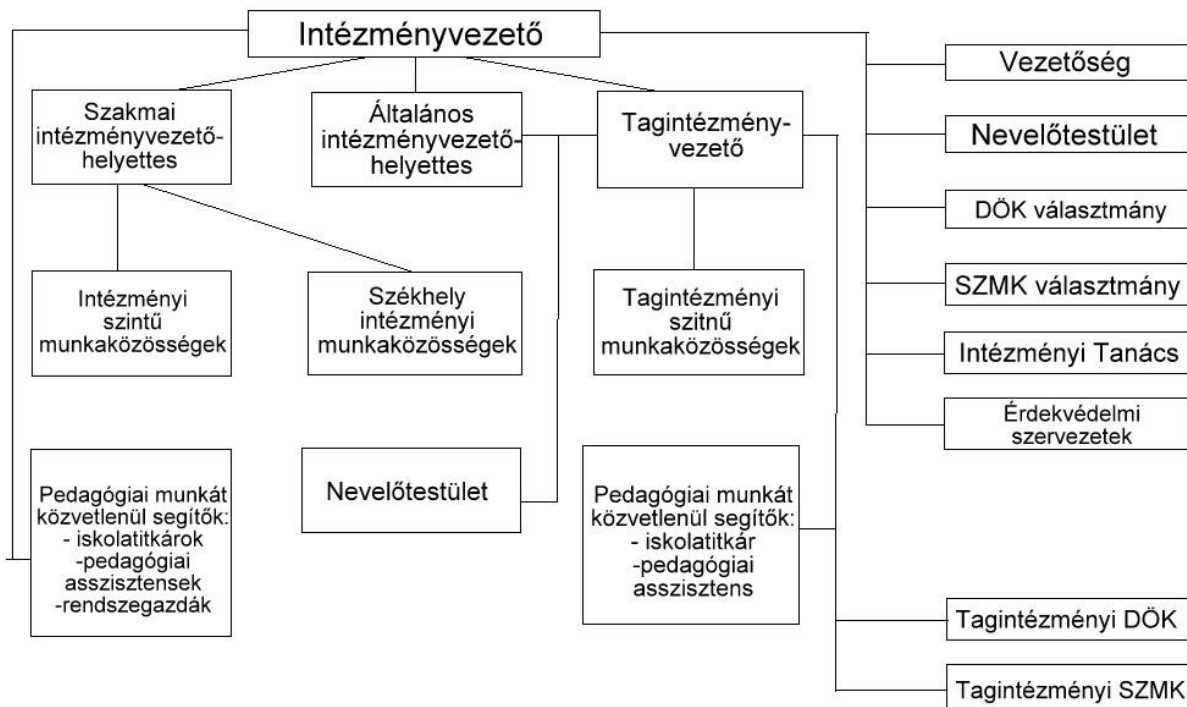 Intézményvezető
Szakmai
intézményvezető-
helyettes
Általános
intézményvezető-
helyettes
Tagintézmény-
vezető
Vezetőség
Nevelőtestület
DÖK választmány
SZMK választmány
Intézményi Tanács
Érdekvédelmi
szervezetek
Intézményi
szintű
munkaközösségek
Székhely
intézményi
munkaközösségek
Tagintézményi
szitnű
munkaközösségek
Pedagógiai munkát
közvetlenül segítők:
- iskolatitkárok
-pedagógiai
asszisztensek
-rendszegazdák
Nevelőtestület
Pedagógiai munkát
közvetlenül segítők:
- iskolatitkár
-pedagógiai
asszisztens
Tagintézményi DÖK
Tagintézményi SZMK